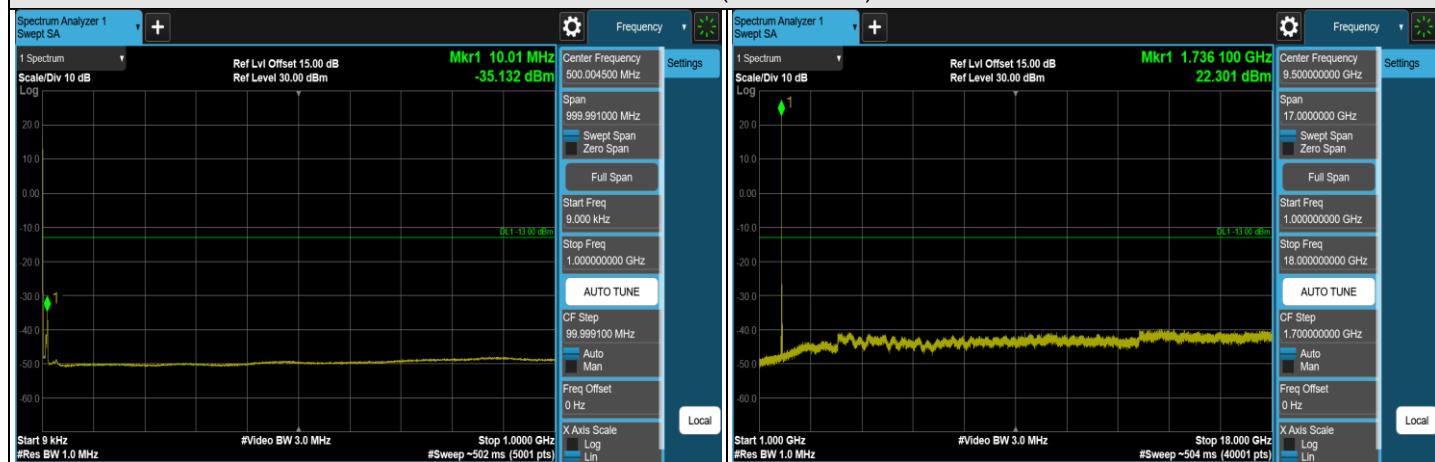 Spectrum Analyzer 1
Swept SA
+
Frequency
1 Spectrum
Scale/Div 10 dB
Log
Ref Lvl Offset 15.00 dB
Ref Level 30.00 dBm
Mkr1 10.01 MHz
-35.132 dBm
1
20.0
10.0
0.00
-10.0
-20.0
-30.0
-40.0
-50.0
-60.0
DL1 -13.00 dBm
1
Start 9 kHz
#Res BW 1.0 MHz
#Video BW 3.0 MHz
Stop 1.0000 GHz
#Sweep ~502 ms (5001 pts)
Center Frequency
500.004500 MHz
Span
999.991000 MHz
Swept Span
Zero Span
Full Span
Start Freq
9.000 kHz
Stop Freq
1.000000000 GHz
AUTO TUNE
CF Step
99.999100 MHz
Auto
Man
Freq Offset
0 Hz
X Axis Scale
Log
Lin
Settings
Local
Spectrum Analyzer 1
Swept SA
+
Frequency
1 Spectrum
Scale/Div 10 dB
Log
Ref Lvl Offset 15.00 dB
Ref Level 30.00 dBm
Mkr1 1.736 100 GHz
22.301 dBm
1
20.0
10.0
0.00
-10.0
-20.0
-30.0
-40.0
-50.0
-60.0
DL1 -13.00 dBm
Start 1.000 GHz
#Res BW 1.0 MHz
#Video BW 3.0 MHz
Stop 18.000 GHz
#Sweep ~504 ms (40001 pts)
Center Frequency
9.500000000 GHz
Span
17.0000000 GHz
Swept Span
Zero Span
Full Span
Start Freq
1.000000000 GHz
Stop Freq
18.000000000 GHz
AUTO TUNE
CF Step
1.700000000 GHz
Auto
Man
Freq Offset
0 Hz
X Axis Scale
Log
Lin
Settings
Local